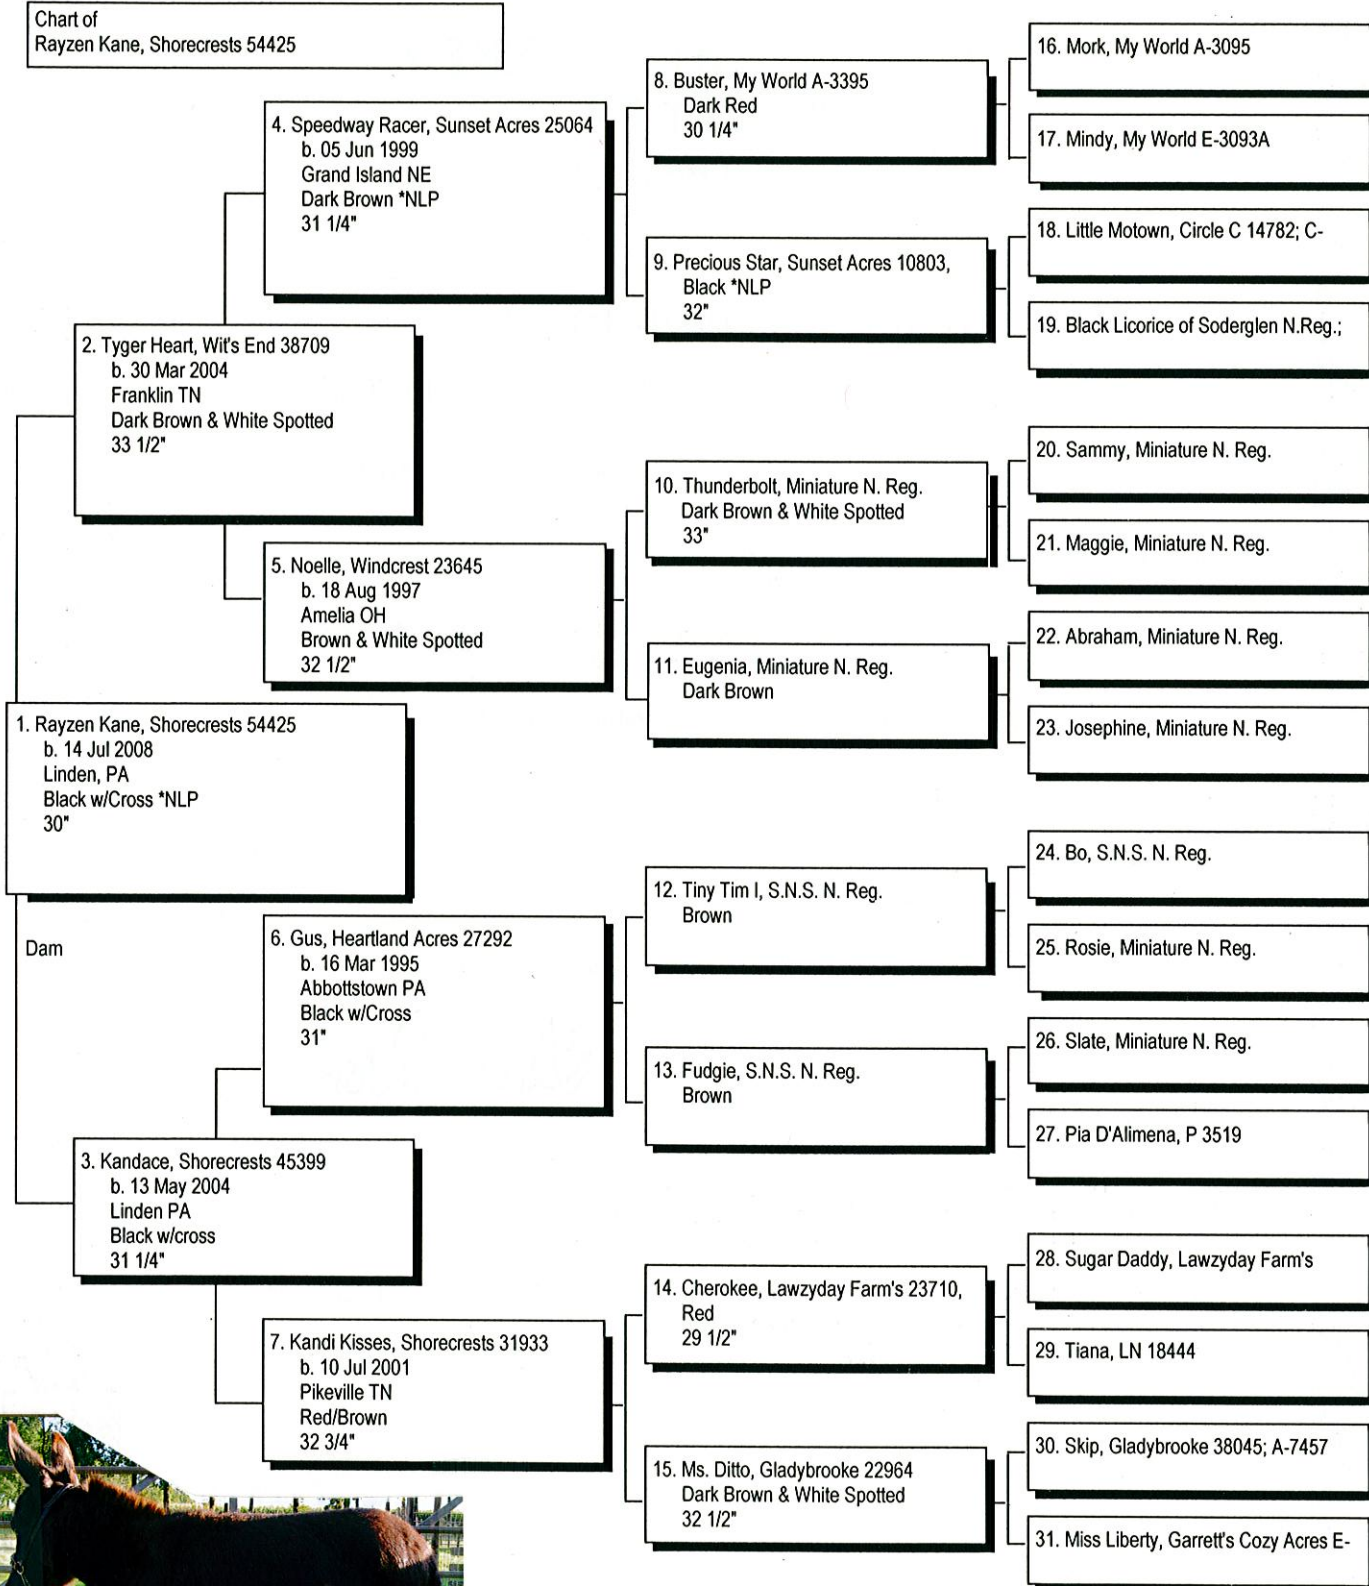 Chart of
Rayzen Kane, Shorecrests 54425
1. Rayzen Kane, Shorecrests 54425
b. 14 Jul 2008
Linden, PA
Black w/Cross *NLP
30"
Dam
2. Tyger Heart, Wit's End 38709
b. 30 Mar 2004
Franklin TN
Dark Brown & White Spotted
33 1/2"
3. Kandace, Shorecrests 45399
b. 13 May 2004
Linden PA
Black w/cross
31 1/4"
4. Speedway Racer, Sunset Acres 25064
b. 05 Jun 1999
Grand Island NE
Dark Brown *NLP
31 1/4"
5. Noelle, Windcrest 23645
b. 18 Aug 1997
Amelia OH
Brown & White Spotted
32 1/2"
6. Gus, Heartland Acres 27292
b. 16 Mar 1995
Abbottstown PA
Black w/Cross
31"
7. Kandi Kisses, Shorecrests 31933
b. 10 Jul 2001
Pikeville TN
Red/Brown
32 3/4"
8. Buster, My World A-3395
Dark Red
30 1/4"
9. Precious Star, Sunset Acres 10803,
Black *NLP
32"
10. Thunderbolt, Miniature N. Reg.
Dark Brown & White Spotted
33"
11. Eugenia, Miniature N. Reg.
Dark Brown
12. Tiny Tim I, S.N.S. N. Reg.
Brown
13. Fudgie, S.N.S. N. Reg.
Brown
14. Cherokee, Lawzyday Farm's 23710,
Red
29 1/2"
15. Ms. Ditto, Gladybrooke 22964
Dark Brown & White Spotted
32 1/2"
16. Mork, My World A-3095
17. Mindy, My World E-3093A
18. Little Motown, Circle C 14782; C-
19. Black Licorice of Soderglen N.Reg.;
20. Sammy, Miniature N. Reg.
21. Maggie, Miniature N. Reg.
22. Abraham, Miniature N. Reg.
23. Josephine, Miniature N. Reg.
24. Bo, S.N.S. N. Reg.
25. Rosie, Miniature N. Reg.
26. Slate, Miniature N. Reg.
27. Pia D'Alimena, P 3519
28. Sugar Daddy, Lawzyday Farm's
29. Tiana, LN 18444
30. Skip, Gladybrooke 38045; A-7457
31. Miss Liberty, Garrett's Cozy Acres E-